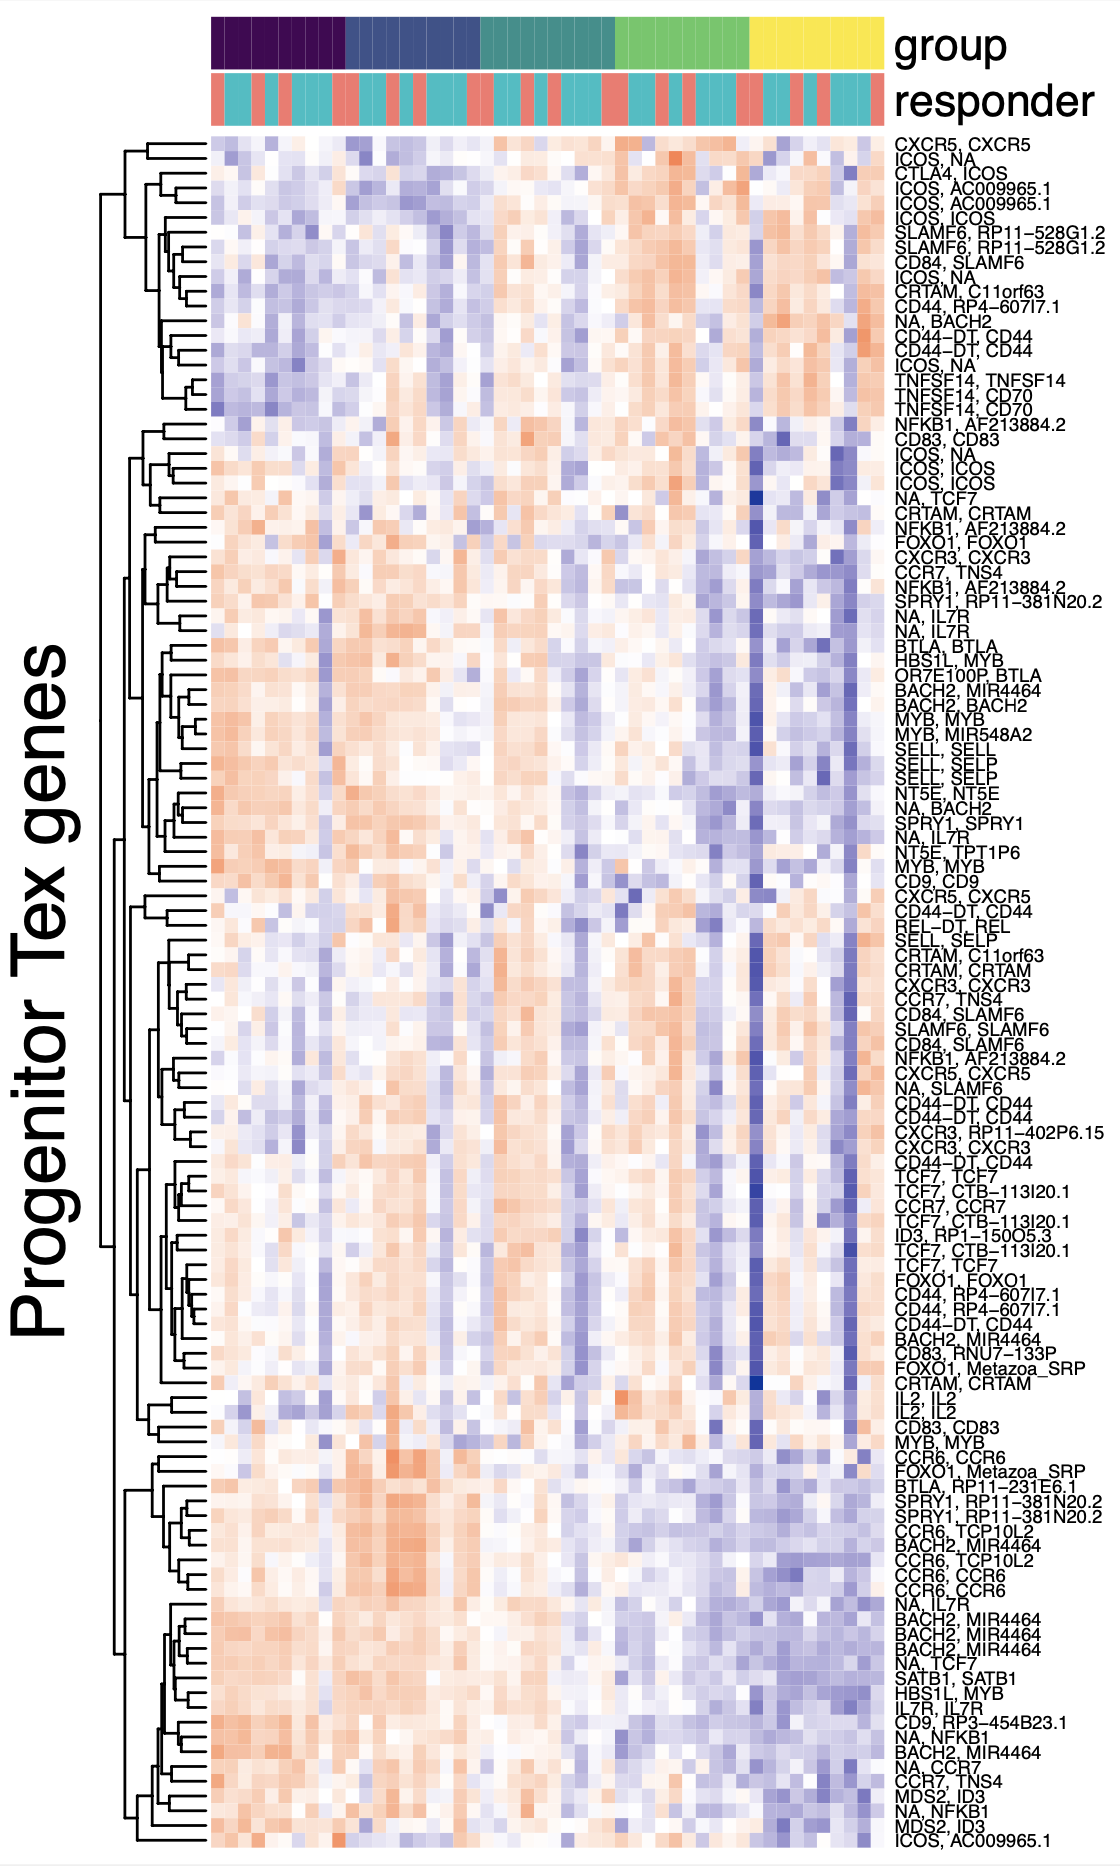 group
responder
Progenitor Tex genes
CXCR5, CXCR5
ICOS, NA
CTLA4, ICOS
ICOS, AC009965.1
ICOS, AC009965.1
ICOS, ICOS
SLAMF6, RP11−528G1.2
SLAMF6, RP11−528G1.2
CD84, SLAMF6
ICOS, NA
CRTAM, C11orf63
CD44, RP4−607I7.1
NA, BACH2
CD44−DT, CD44
CD44−DT, CD44
ICOS, NA
TNFSF14, TNFSF14
TNFSF14, CD70
TNFSF14, CD70
NFKB1, AF213884.2
CD83, CD83
ICOS, NA
ICOS, ICOS
ICOS, ICOS
NA, TCF7
CRTAM, CRTAM
NFKB1, AF213884.2
FOXO1, FOXO1
CXCR3, CXCR3
CCR7, TNS4
NFKB1, AF213884.2
SPRY1, RP11−381N20.2
NA, IL7R
NA, IL7R
BTLA, BTLA
HBS1L, MYB
OR7E100P, BTLA
BACH2, MIR4464
BACH2, BACH2
MYB, MYB
MYB, MIR548A2
SELL, SELL
SELL, SELP
SELL, SELP
NT5E, NT5E
NA, BACH2
SPRY1, SPRY1
NA, IL7R
NT5E, TPT1P6
MYB, MYB
CD9, CD9
CXCR5, CXCR5
CD44−DT, CD44
REL−DT, REL
SELL, SELP
CRTAM, C11orf63
CRTAM, CRTAM
CXCR3, CXCR3
CCR7, TNS4
CD84, SLAMF6
SLAMF6, SLAMF6
CD84, SLAMF6
NFKB1, AF213884.2
CXCR5, CXCR5
NA, SLAMF6
CD44−DT, CD44
CD44−DT, CD44
CXCR3, RP11−402P6.15
CXCR3, CXCR3
CD44−DT, CD44
TCF7, TCF7
TCF7, CTB−113I20.1
CCR7, CCR7
TCF7, CTB−113I20.1
ID3, RP1−150O5.3
TCF7, CTB−113I20.1
TCF7, TCF7
FOXO1, FOXO1
CD44, RP4−607I7.1
CD44, RP4−607I7.1
CD44−DT, CD44
BACH2, MIR4464
CD83, RNU7−133P
FOXO1, Metazoa_SRP
CRTAM, CRTAM
IL2, IL2
IL2, IL2
CD83, CD83
MYB, MYB
CCR6, CCR6
FOXO1, Metazoa_SRP
BTLA, RP11−231E6.1
SPRY1, RP11−381N20.2
SPRY1, RP11−381N20.2
CCR6, TCP10L2
BACH2, MIR4464
CCR6, TCP10L2
CCR6, CCR6
CCR6, CCR6
NA, IL7R
BACH2, MIR4464
BACH2, MIR4464
BACH2, MIR4464
NA, TCF7
SATB1, SATB1
HBS1L, MYB
IL7R, IL7R
CD9, RP3−454B23.1
NA, NFKB1
BACH2, MIR4464
NA, CCR7
CCR7, TNS4
MDS2, ID3
NA, NFKB1
MDS2, ID3
ICOS, AC009965.1